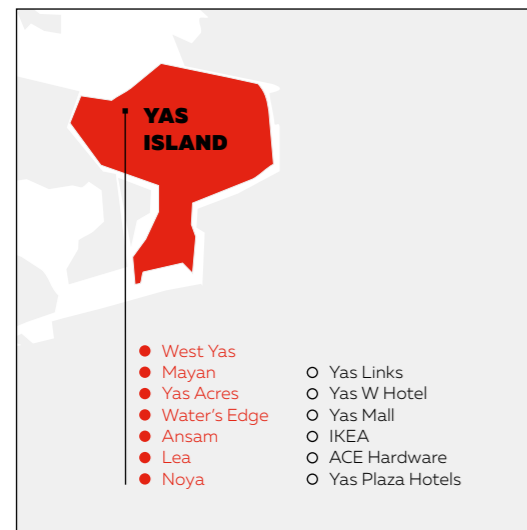 YAS
ISLAND
West Yas
Mayan
Yas Acres
Water's Edge
Ansam
Lea
Noya
Yas Links
Yas W Hotel
Yas Mall
IKEA
ACE Hardware
Yas Plaza Hotels